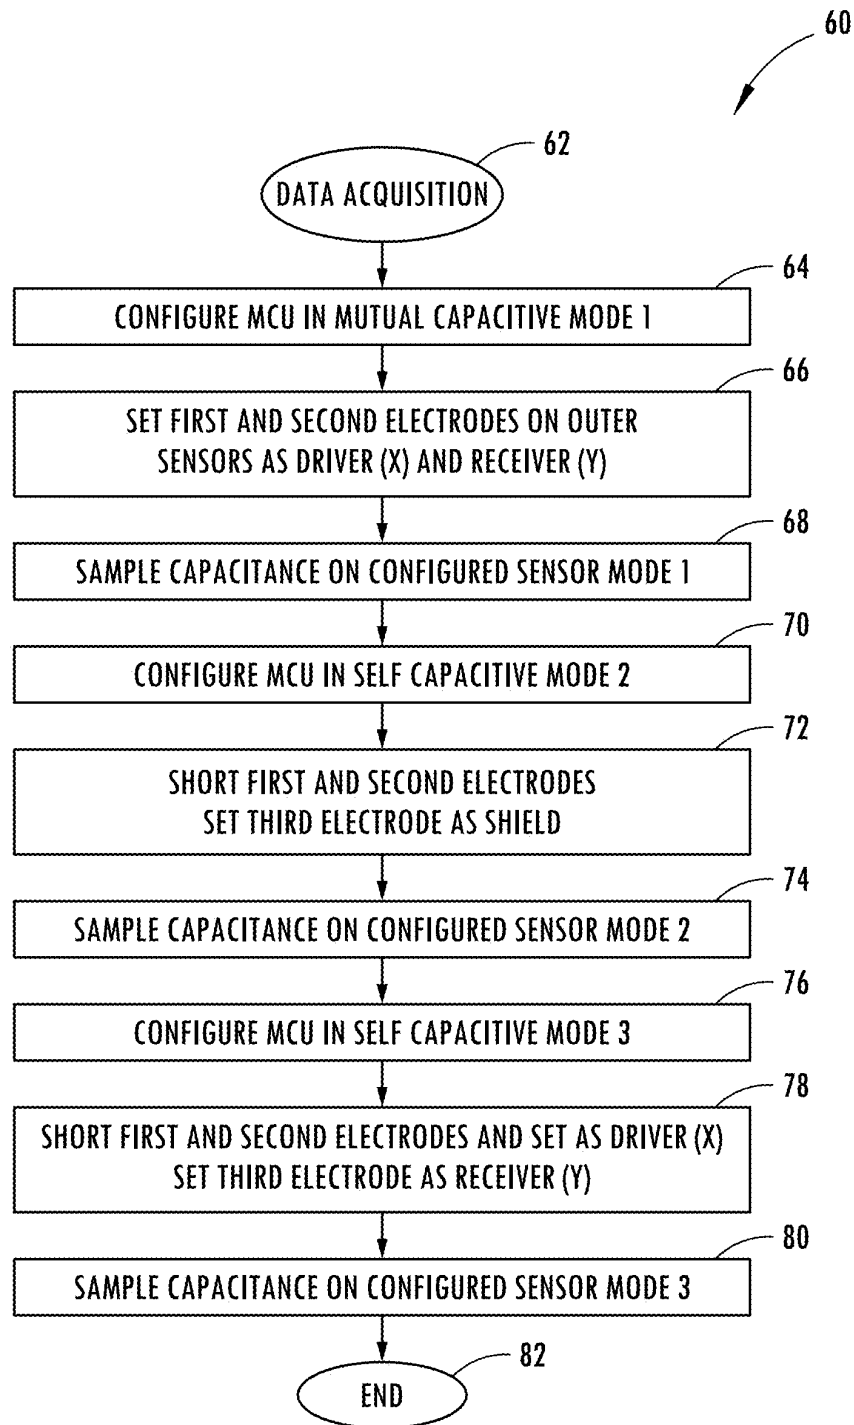 60
62
DATA ACQUISITION
64
CONFIGURE MCU IN MUTUAL CAPACITIVE MODE 1
66
SET FIRST AND SECOND ELECTRODES ON OUTER
SENSORS AS DRIVER (X) AND RECEIVER (Y)
68
SAMPLE CAPACITANCE ON CONFIGURED SENSOR MODE 1
70
CONFIGURE MCU IN SELF CAPACITIVE MODE 2
72
SHORT FIRST AND SECOND ELECTRODES
SET THIRD ELECTRODE AS SHIELD
74
SAMPLE CAPACITANCE ON CONFIGURED SENSOR MODE 2
76
CONFIGURE MCU IN SELF CAPACITIVE MODE 3
78
SHORT FIRST AND SECOND ELECTRODES AND SET AS DRIVER (X)
SET THIRD ELECTRODE AS RECEIVER (Y)
80
SAMPLE CAPACITANCE ON CONFIGURED SENSOR MODE 3
82
END